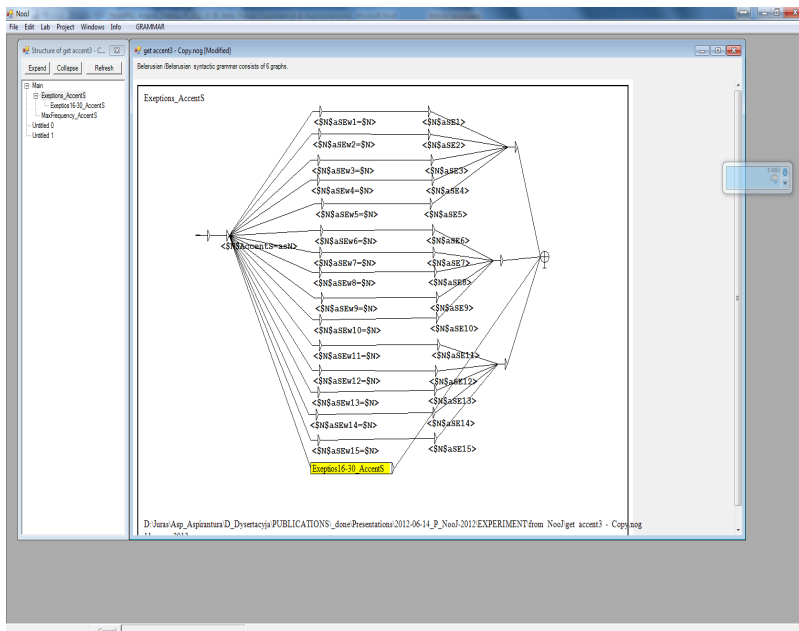 NooJ
File Edit Lab Project Windows Info GRAMMAR
Structure of get accent3 - C...
Expand Collapse Refresh
Main
Exeptions_AccentS
Exeptios16-30_AccentS
MaxFrequency_AccentS
Untitled 0
Untitled 1
get accent3 - Copy.nog [Modified]
Belarusian /Belarusian syntactic grammar consists of 6 graphs.
Exeptions_AccentS
<$N$aSEw1=$N> <$N$aSE1>
<$N$aSEw2=$N> <$N$aSE2>
<$N$aSEw3=$N> <$N$aSE3>
<$N$aSEw4=$N> <$N$aSE4>
<$N$aSEw5=$N> <$N$aSE5>
<$N$aSEw6=$N> <$N$aSE6>
<$N$AccentS=asN>
<$N$aSEw7=$N> <$N$aSE7>
<$N$aSEw8=$N> <$N$aSE8>
<$N$aSEw9=$N> <$N$aSE9>
<$N$aSEw10=$N> <$N$aSE10>
<$N$aSEw11=$N> <$N$aSE11>
<$N$aSEw12=$N> <$N$aSE12>
<$N$aSEw13=$N> <$N$aSE13>
<$N$aSEw14=$N> <$N$aSE14>
<$N$aSEw15=$N> <$N$aSE15>
Exeptios16-30_AccentS
D:\Juras\Asp_Aspirantura\D_Dysertacyja\PUBLICATIONS\_done\Presentations\2012-06-14_P_NooJ-2012\EXPERIMENT\from NooJ\get accent3 - Copy.nog